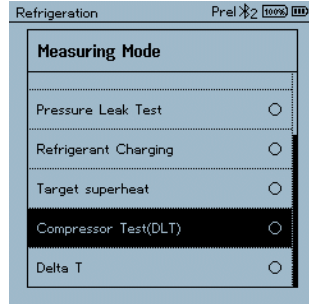 Refrigeration Prel 2 100%
Measuring Mode
Pressure Leak Test
Refrigerant Charging
Target superheat
Compressor Test(DLT)
Delta T